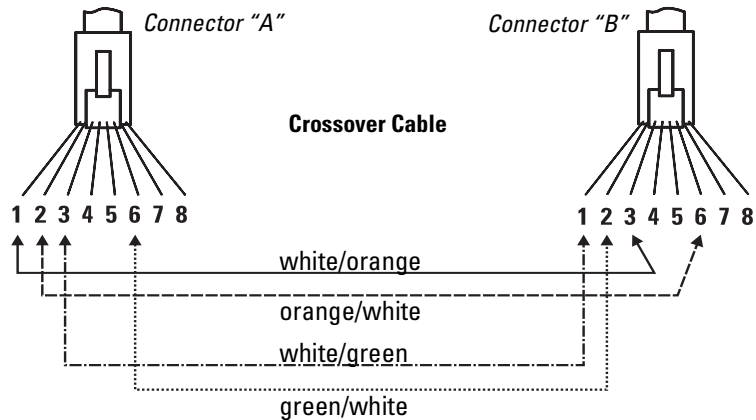 Connector “A” Connector “B”
Crossover Cable
1 2 3 4 5 6 7 8 1 2 3 4 5 6 7 8
white/orange
orange/white
white/green
green/white